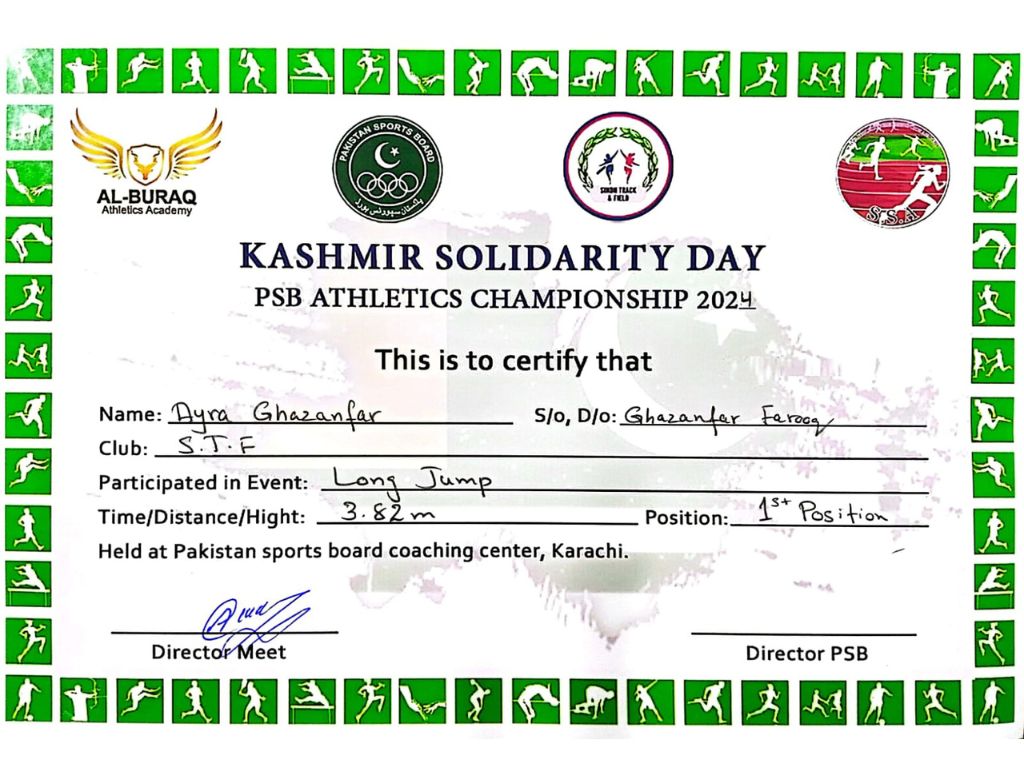 AL-BURAQ
Athletics Academy
PAKISTAN SPORTS BOARD
پاکستان سپورٹس بورڈ
SINDH TRACK
& FIELD
S.S.A
KASHMIR SOLIDARITY DAY
PSB ATHLETICS CHAMPIONSHIP 2024
This is to certify that
Name: Ayra Ghazanfar S/o, D/o: Ghazanfar Farooq
Club: S.T.F
Participated in Event: Long Jump
Time/Distance/Hight: 3.82m Position: 1st Position
Held at Pakistan sports board coaching center, Karachi.
Director Meet Director PSB